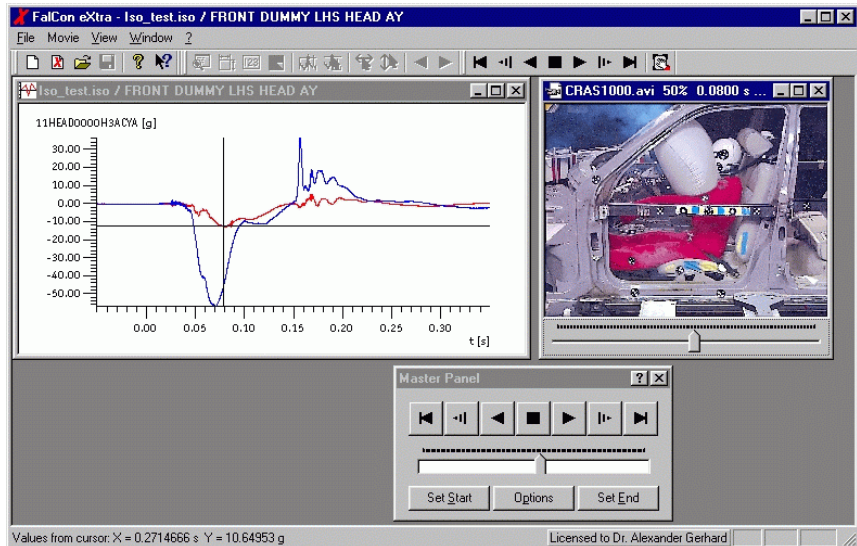 FalCon eXtra - Iso_test.iso / FRONT DUMMY LHS HEAD AY
File Movie View Window ?
Iso_test.iso / FRONT DUMMY LHS HEAD AY
11HEAD0000H3ACYA [g]
30.00
20.00
10.00
0.00
-10.00
-20.00
-30.00
-40.00
-50.00
0.00 0.05 0.10 0.15 0.20 0.25 0.30
t [s]
CRAS1000.avi 50% 0.0800 s ...
Master Panel
Set Start Options Set End
Values from cursor: X = 0.2714666 s Y = 10.64953 g
Licensed to Dr. Alexander Gerhard